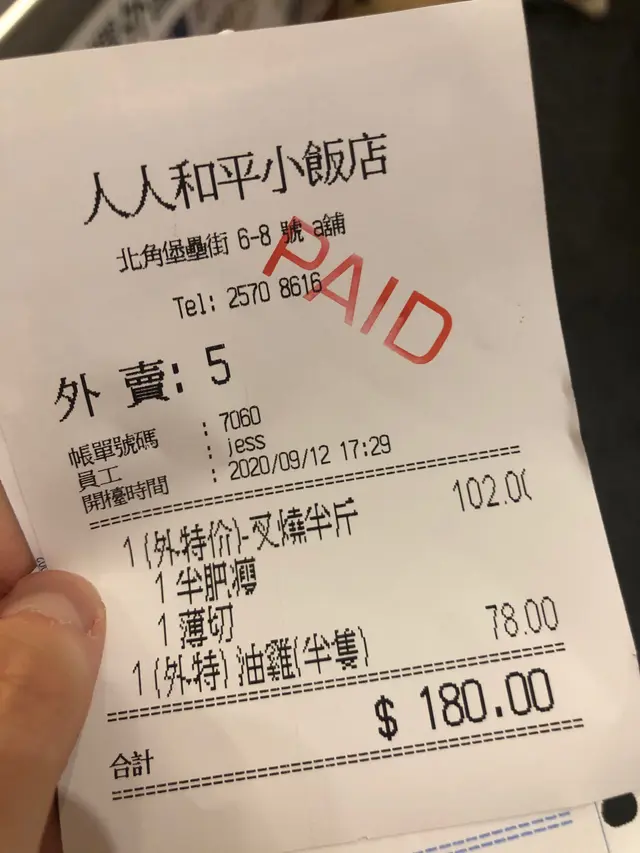 人人和平小飯店
北角堡壘街 6-8 號 a舖
Tel: 2570 8616
PAID
外 賣: 5
帳單號碼 : 7060
員工 : jess
開檯時間 : 2020/09/12 17:29
1 (外特价)-叉燒半斤 102.00
1 半肥瘦
1 薄切
1 (外特) 油雞(半隻) 78.00
合計 $ 180.00